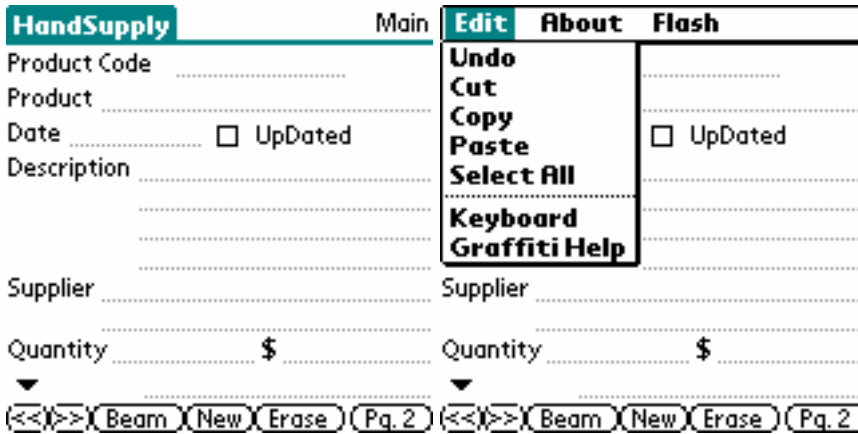 HandSupply Main
Product Code
Product
Date UpDated
Description
Supplier
Quantity $
<< >> Beam New Erase Pg. 2
Edit About Flash
Undo
Cut
Copy
Paste
Select All
Keyboard
Graffiti Help
UpDated
Supplier
Quantity $
<< >> Beam New Erase Pg. 2